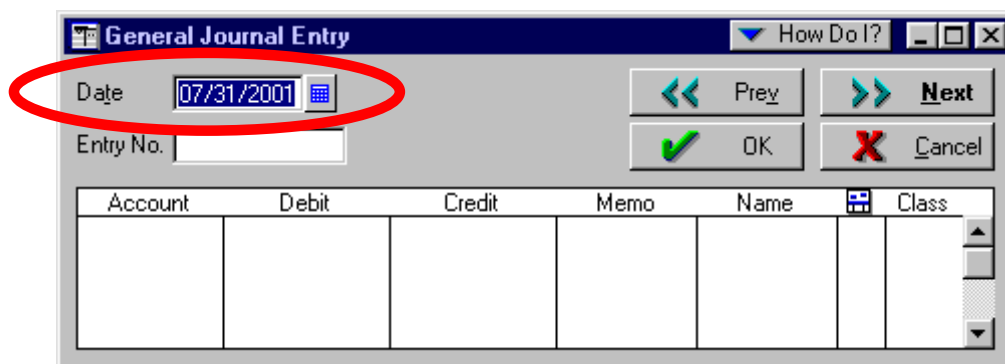 General Journal Entry How Do I?
Date 07/31/2001 Prev Next
Entry No. OK Cancel
Account Debit Credit Memo Name Class